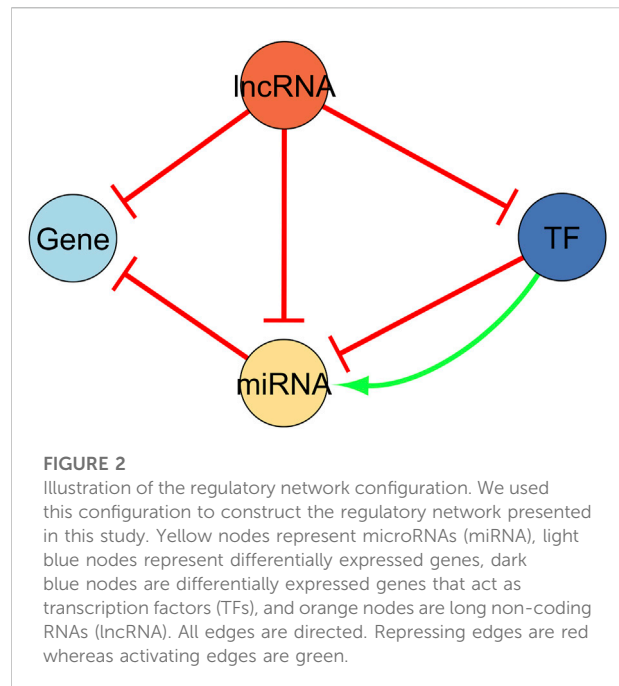 lncRNA
Gene
TF
miRNA
FIGURE 2
Illustration of the regulatory network configuration. We used
this configuration to construct the regulatory network presented
in this study. Yellow nodes represent microRNAs (miRNA), light
blue nodes represent differentially expressed genes, dark
blue nodes are differentially expressed genes that act as
transcription factors (TFs), and orange nodes are long non-coding
RNAs (lncRNA). All edges are directed. Repressing edges are red
whereas activating edges are green.